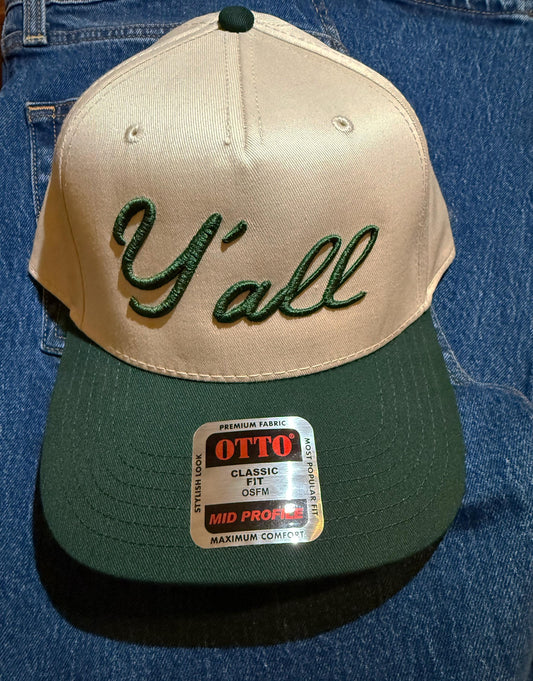 Y'all
PREMIUM FABRIC
STYLISH LOOK
OTTO®
CLASSIC
FIT
OSFM
MID PROFILE
MOST POPULAR FIT
MAXIMUM COMFORT